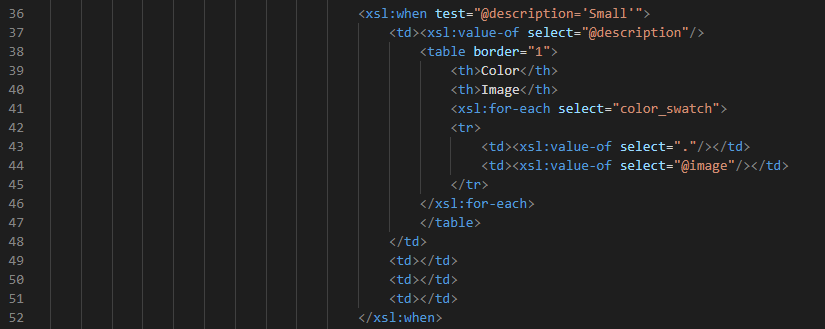 36 <xsl:when test="@description='Small'">
37 <td><xsl:value-of select="@description"/>
38 <table border="1">
39 <th>Color</th>
40 <th>Image</th>
41 <xsl:for-each select="color_swatch">
42 <tr>
43 <td><xsl:value-of select="."/></td>
44 <td><xsl:value-of select="@image"/></td>
45 </tr>
46 </xsl:for-each>
47 </table>
48 </td>
49 <td></td>
50 <td></td>
51 <td></td>
52 </xsl:when>